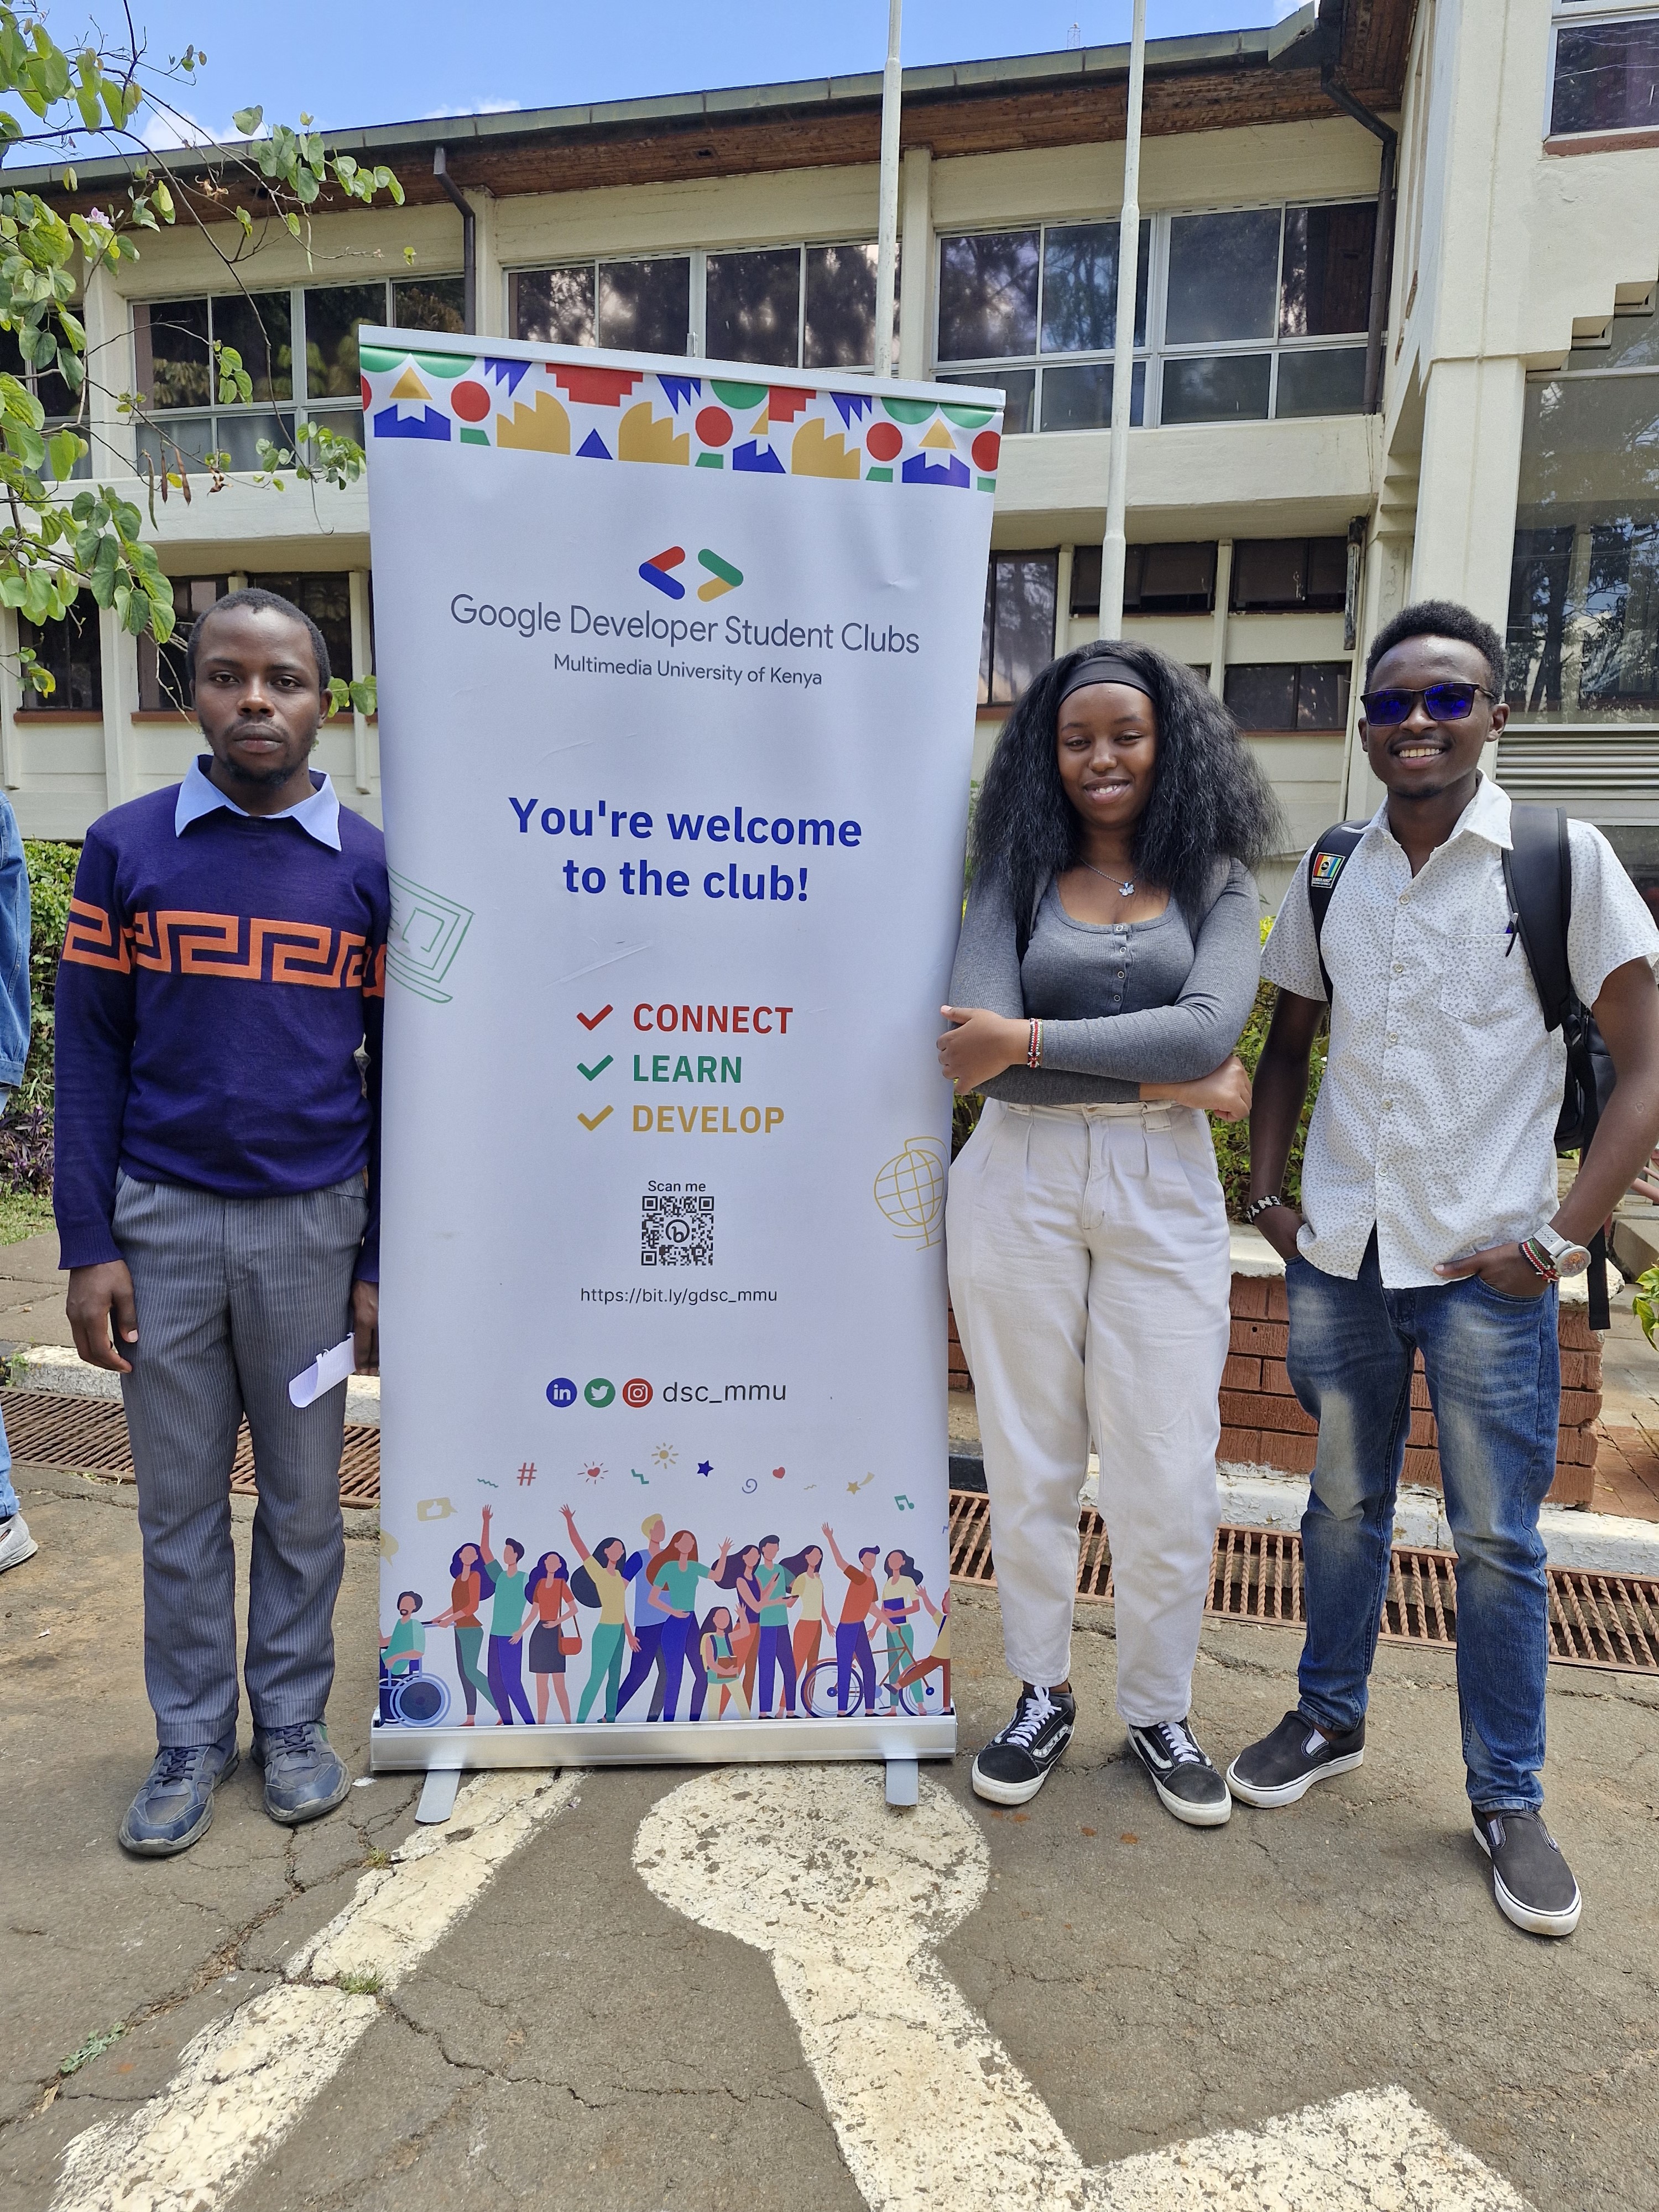 Google Developer Student Clubs
Multimedia University of Kenya
You're welcome
to the club!
CONNECT
LEARN
DEVELOP
Scan me
https://bit.ly/gdsc_mmu
in dsc_mmu
#